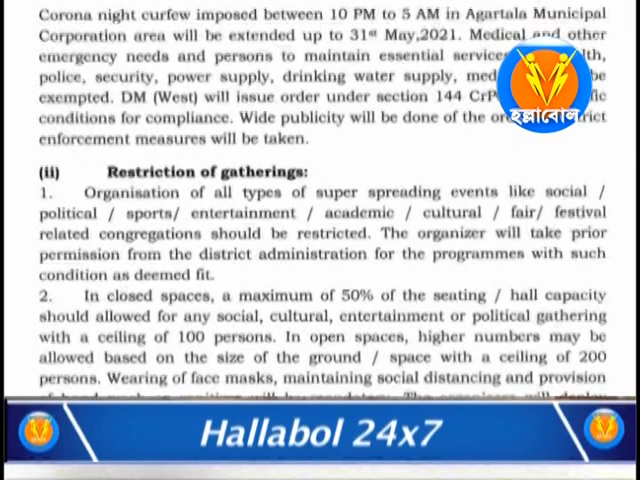 Corona night curfew imposed between 10 PM to 5 AM in Agartala Municipal
Corporation area will be extended up to 31st May,2021. Medical and other
emergency needs and persons to maintain essential services
police, security, power supply, drinking water supply, be
exempted. DM (West) will issue order under section 144
conditions for compliance. Wide publicity will be done of the
enforcement measures will be taken.
(ii) Restriction of gatherings:
1. Organisation of all types of super spreading events like social /
political / sports/ entertainment / academic / cultural / fair/ festival
related congregations should be restricted. The organizer will take prior
permission from the district administration for the programmes with such
condition as deemed fit.
2. In closed spaces, a maximum of 50% of the seating / hall capacity
should allowed for any social, cultural, entertainment or political gathering
with a ceiling of 100 persons. In open spaces, higher numbers may be
allowed based on the size of the ground / space with a ceiling of 200
persons. Wearing of face masks, maintaining social distancing and provision
হল্লাবোল
Hallabol 24x7